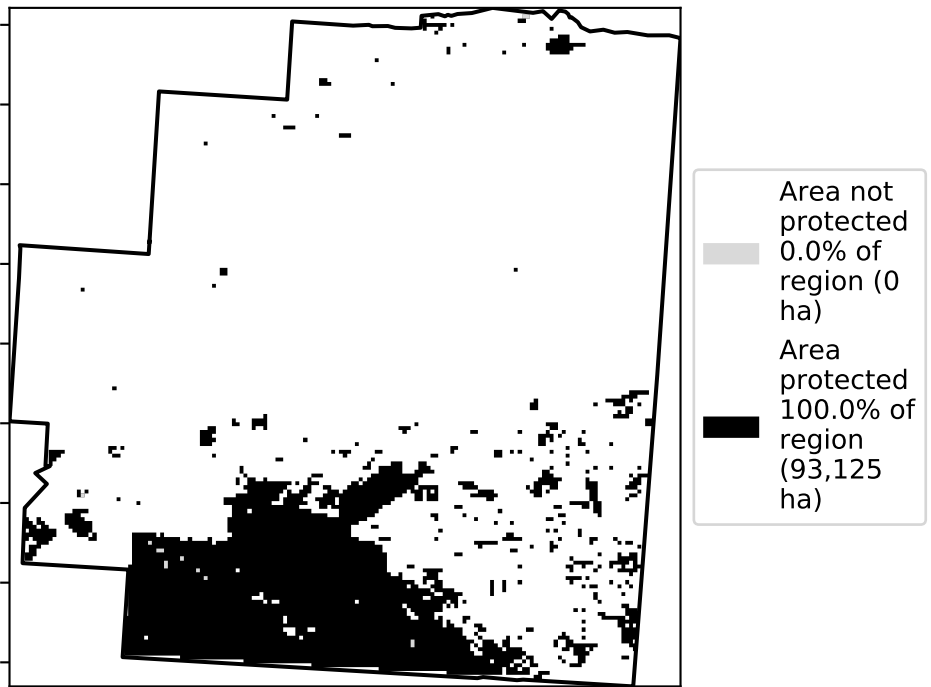 Area not
protected
0.0% of
region (0
ha)
Area
protected
100.0% of
region
(93,125
ha)